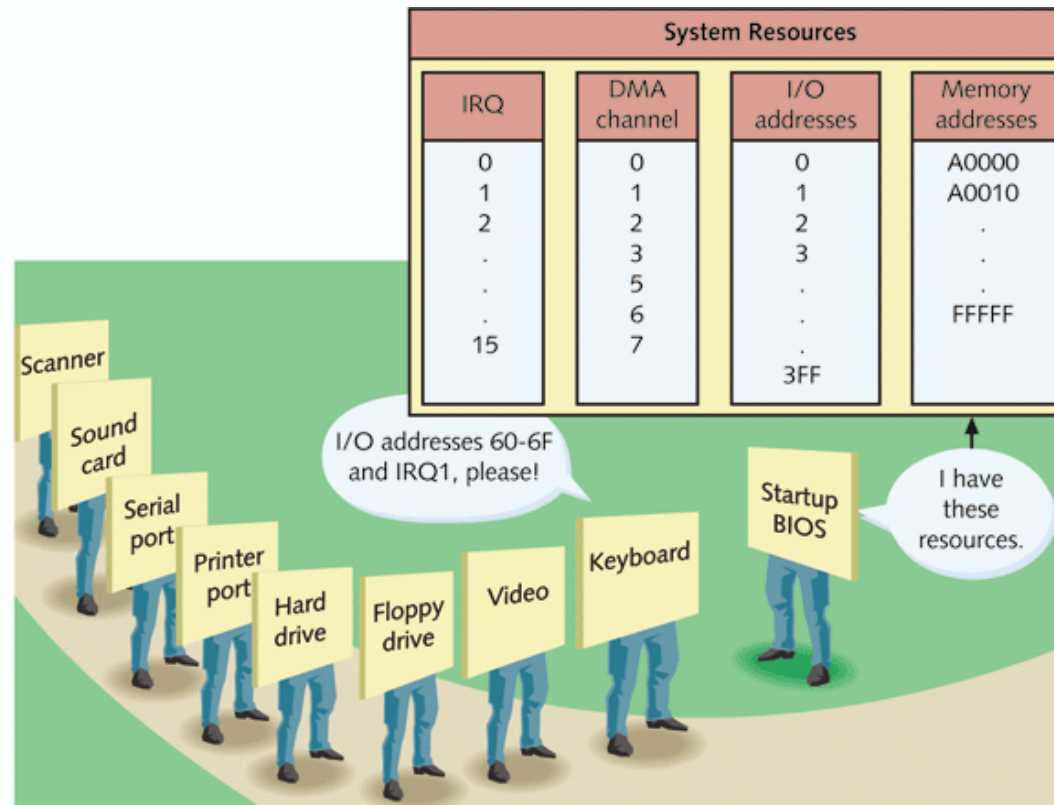 System Resources
IRQ
0
1
2
.
.
.
15
DMA
channel
0
1
2
3
5
6
7
I/O
addresses
0
1
2
3
.
.
.
3FF
Memory
addresses
A0000
A0010
.
.
.
FFFFF
Scanner
Sound
card
Serial
port
Printer
port
Hard
drive
Floppy
drive
Video
Keyboard
I/O addresses 60-6F
and IRQ1, please!
Startup
BIOS
I have
these
resources.